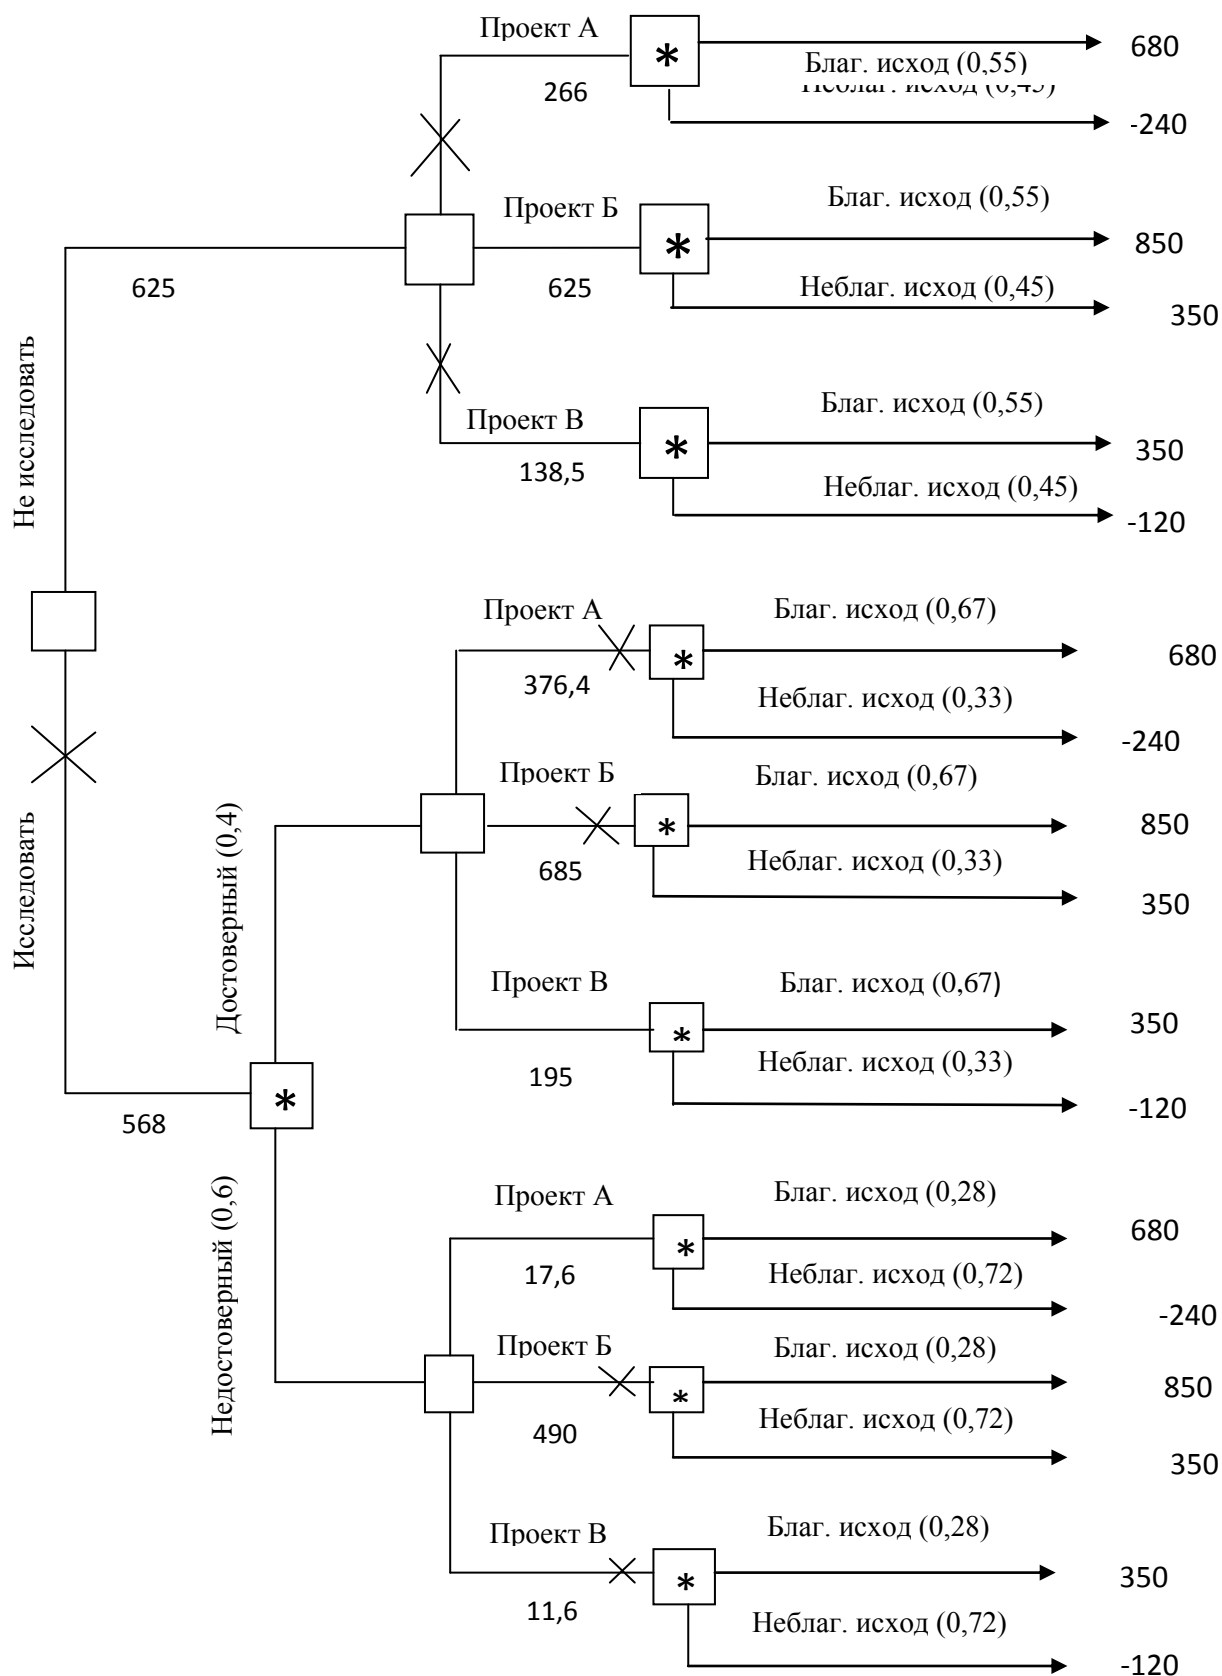 Проект А
680
Благ. исход (0,55)
Неблаг. исход (0,45)
266
-240
Проект Б
Благ. исход (0,55)
850
625
625
Неблаг. исход (0,45)
350
Не исследовать
Благ. исход (0,55)
Проект В
350
138,5
Неблаг. исход (0,45)
-120
Проект А
Благ. исход (0,67)
680
376,4
Неблаг. исход (0,33)
-240
Исследовать
Достоверный (0,4)
Проект Б
Благ. исход (0,67)
850
685
Неблаг. исход (0,33)
350
Проект В
Благ. исход (0,67)
350
195
Неблаг. исход (0,33)
-120
*
568
Недостоверный (0,6)
Проект А
Благ. исход (0,28)
680
17,6
Неблаг. исход (0,72)
-240
Проект Б
Благ. исход (0,28)
850
490
Неблаг. исход (0,72)
350
Проект В
Благ. исход (0,28)
350
11,6
Неблаг. исход (0,72)
-120